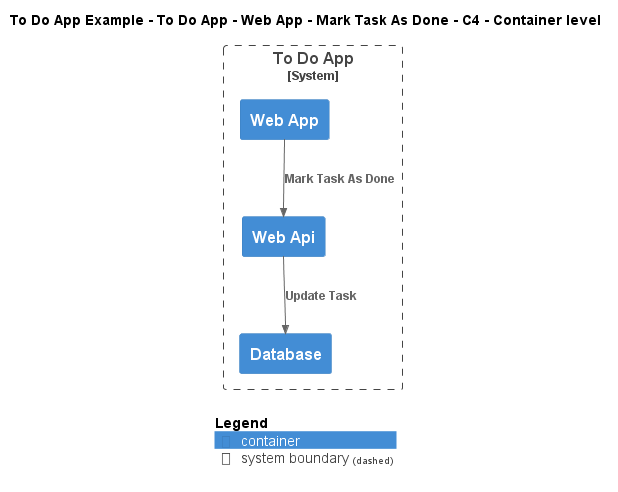 To Do App Example - To Do App - Web App - Mark Task As Done - C4 - Container level
To Do App
[System]
Web App
Mark Task As Done
Web Api
Update Task
Database
Legend
container
system boundary (dashed)